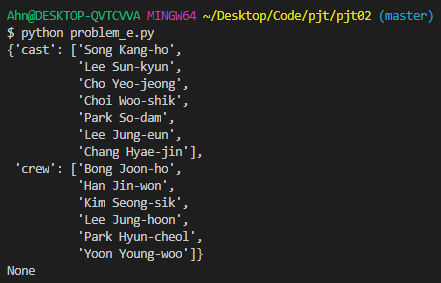 Ahn@DESKTOP-QVTCVVA MINGW64 ~/Desktop/Code/pjt/pjt02 (master)
$ python problem_e.py
{'cast': ['Song Kang-ho',
          'Lee Sun-kyun',
          'Cho Yeo-jeong',
          'Choi Woo-shik',
          'Park So-dam',
          'Lee Jung-eun',
          'Chang Hyae-jin'],
 'crew': ['Bong Joon-ho',
          'Han Jin-won',
          'Kim Seong-sik',
          'Lee Jung-hoon',
          'Park Hyun-cheol',
          'Yoon Young-woo']}
None